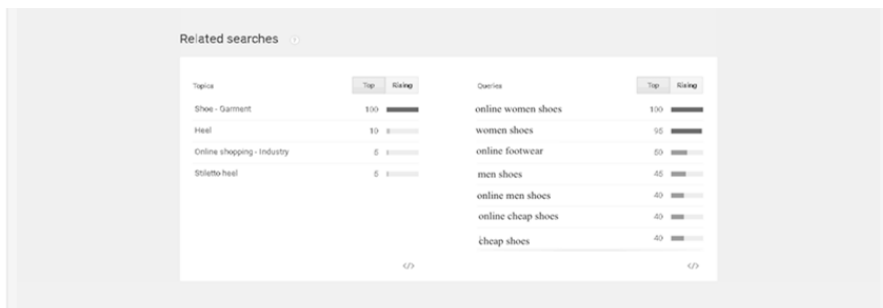 Related searches
Topics Top Rising
Shoe - Garment 100
Heel 10
Online shopping - Industry 5
Stiletto heel 5
Queries Top Rising
online women shoes 100
women shoes 95
online footwear 50
men shoes 45
online men shoes 40
online cheap shoes 40
cheap shoes 40